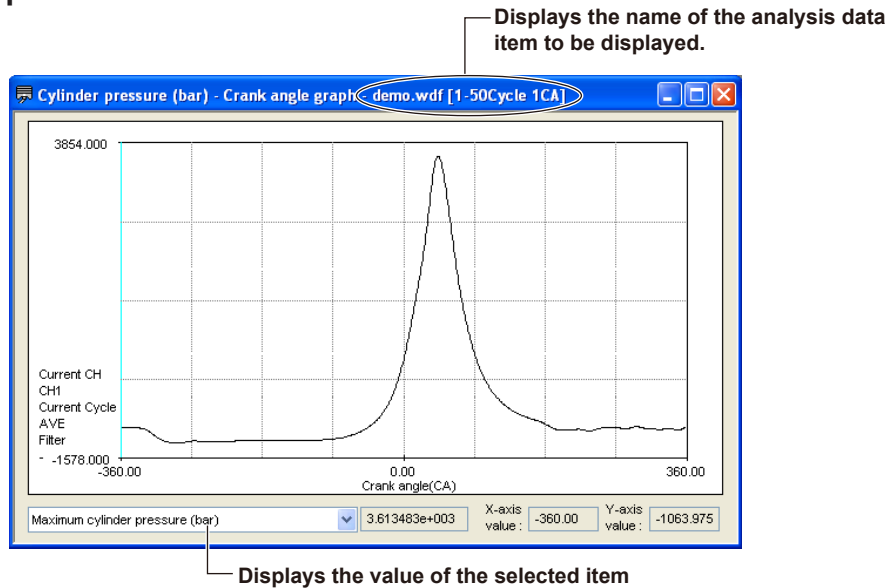 Displays the name of the analysis data
item to be displayed.
Cylinder pressure (bar) - Crank angle graph - demo.wdf [1-50Cycle 1CA]
3854.000
Current CH
CH1
Current Cycle
AVE
Filter
- -1578.000
-360.00 0.00 360.00
Crank angle(CA)
Maximum cylinder pressure (bar) 3.613483e+003 X-axis value : -360.00 Y-axis value : -1063.975
Displays the value of the selected item